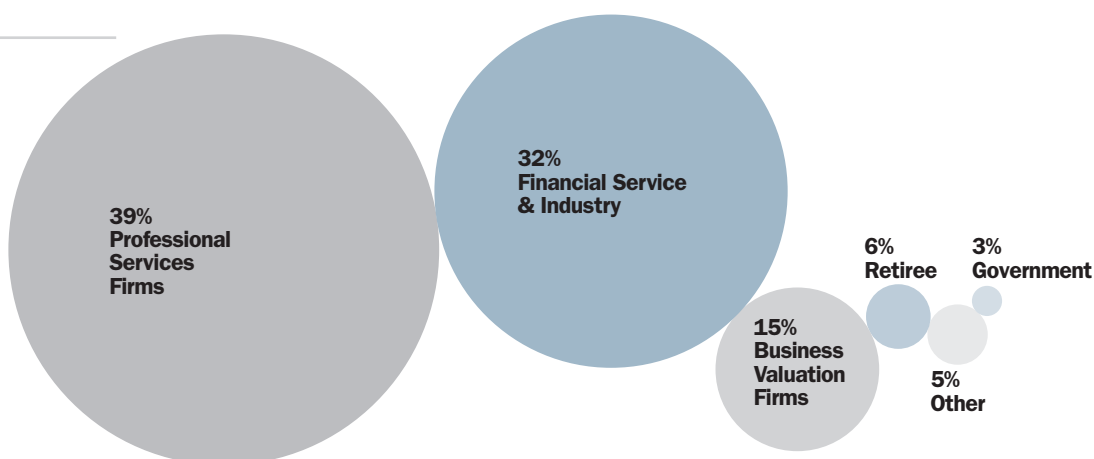 39%
Professional
Services
Firms
32%
Financial Service
& Industry
15%
Business
Valuation
Firms
6%
Retiree
5%
Other
3%
Government